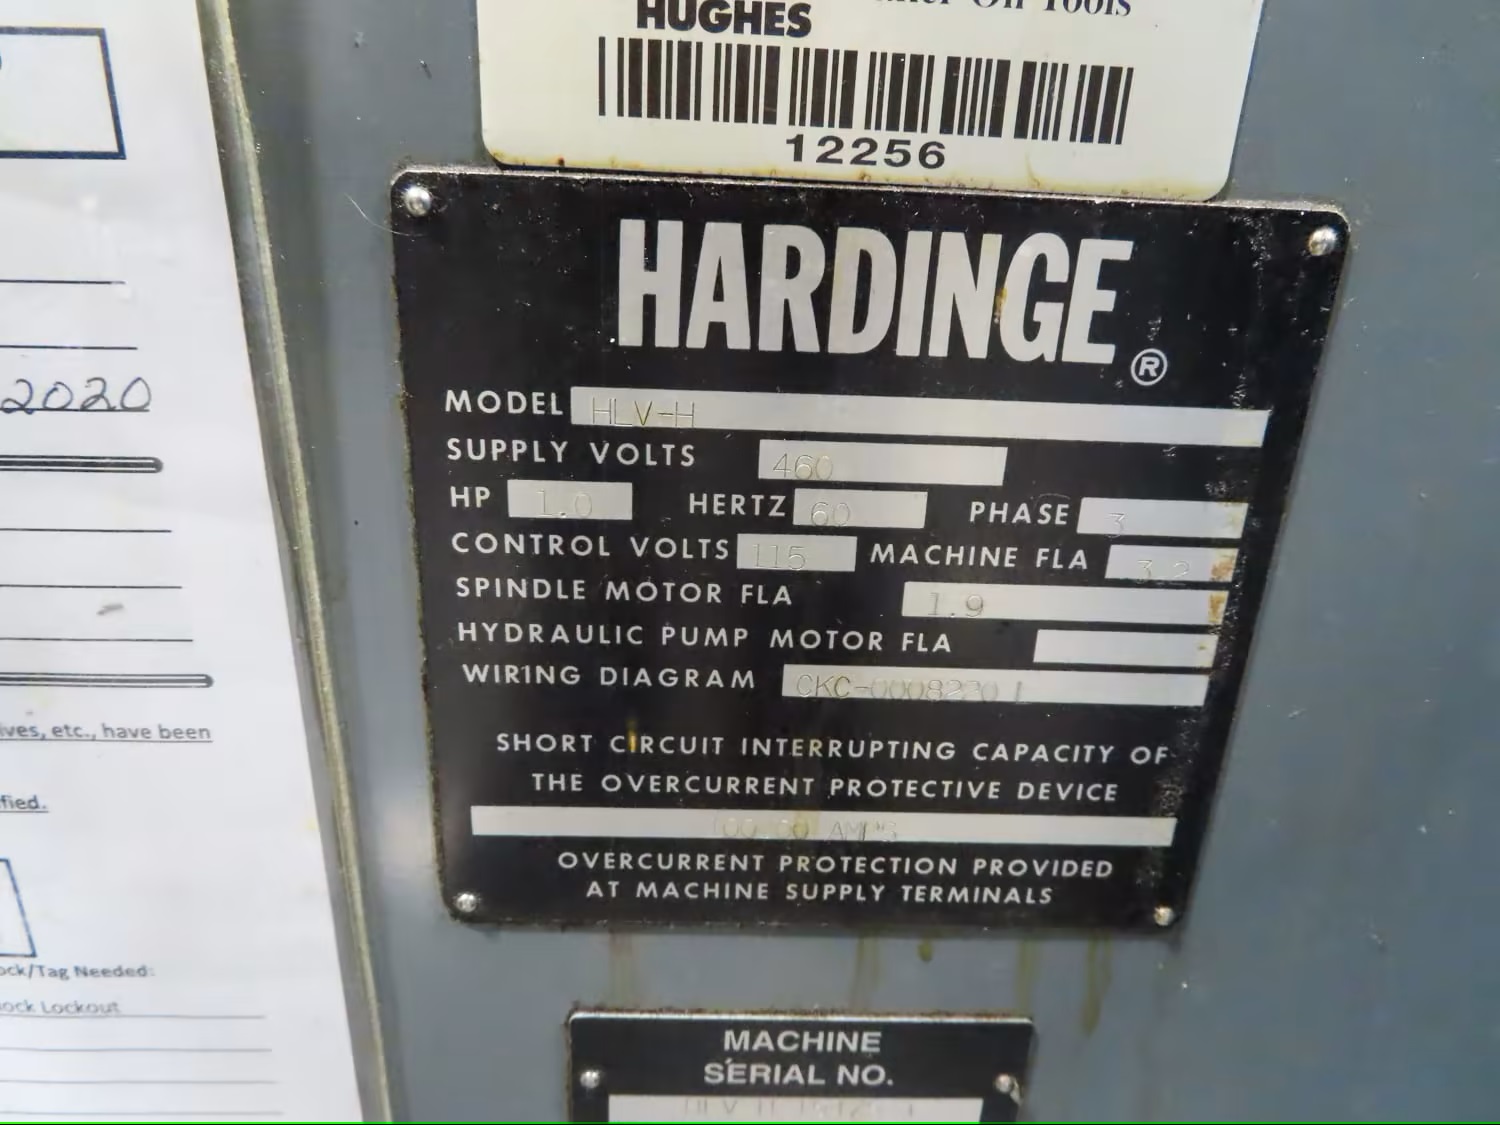 2020
ives, etc., have been
fied.
ock/Tag Needed:
ock Lockout
On Tools
HUGHES
12256
HARDINGE ®
MODEL HLV-H
SUPPLY VOLTS 460
HP 1.0 HERTZ 60 PHASE 3
CONTROL VOLTS 115 MACHINE FLA 3.2
SPINDLE MOTOR FLA 1.9
HYDRAULIC PUMP MOTOR FLA
WIRING DIAGRAM
SHORT CIRCUIT INTERRUPTING CAPACITY OF
THE OVERCURRENT PROTECTIVE DEVICE
AMPS
OVERCURRENT PROTECTION PROVIDED
AT MACHINE SUPPLY TERMINALS
MACHINE
SERIAL NO.